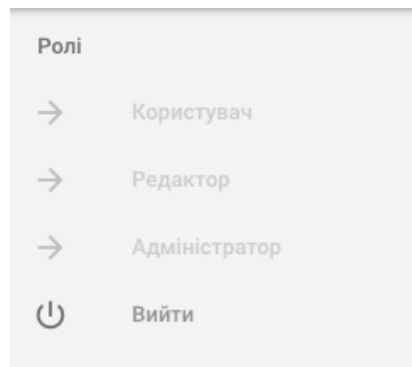 Ролі
Користувач
Редактор
Адміністратор
Вийти